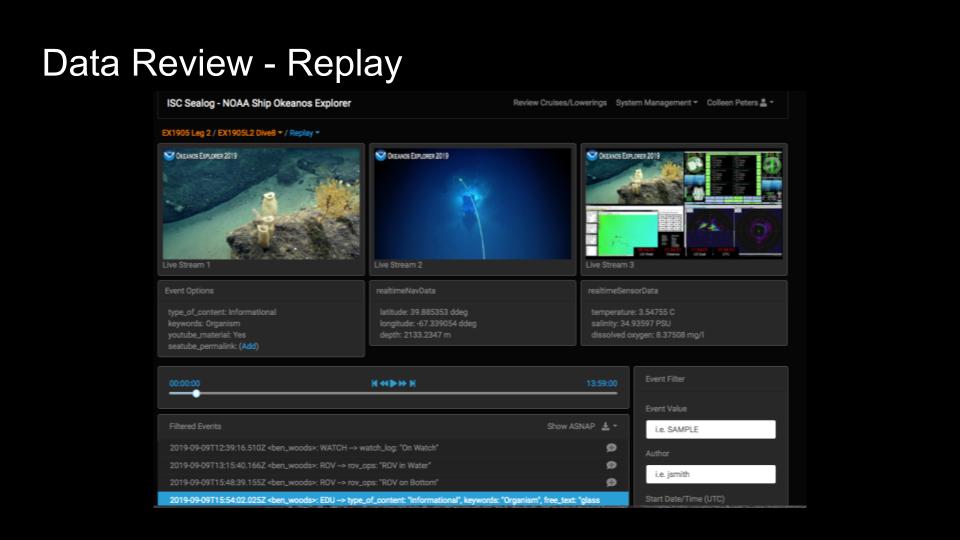 Data Review - Replay
ISC Sealog - NOAA Ship Okeanos Explorer
Review Cruises/Lowerings System Management Colleen Peters
EX1905 Leg 2 / EX1905L2 Dive8 / Replay
OKEANOS EXPLORER 2019
OKEANOS EXPLORER 2019
OKEANOS EXPLORER 2019
Live Stream 1
Live Stream 2
Live Stream 3
Event Options
type_of_content: Informational
keywords: Organism
youtube_material: Yes
seatube_permalink: (Add)
realtimeNavData
latitude: 39.885353 ddeg
longitude: -67.339054 ddeg
depth: 2133.2347 m
realtimeSensorData
temperature: 3.54755 C
salinity: 34.93597 PSU
dissolved oxygen: 8.37508 mg/l
00:00:00 13:59:00
Filtered Events Show ASNAP
2019-09-09T12:39:16.510Z <ben_woods>: WATCH --> watch_log: "On Watch"
2019-09-09T13:15:40.166Z <ben_woods>: ROV --> rov_ops: "ROV in Water"
2019-09-09T15:48:39.155Z <ben_woods>: ROV --> rov_ops: "ROV on Bottom"
2019-09-09T15:54:02.025Z <ben_woods>: EDU --> type_of_content: "Informational", keywords: "Organism", free_text: "glass
Event Filter
Event Value
i.e. SAMPLE
Author
i.e. jsmith
Start Date/Time (UTC)